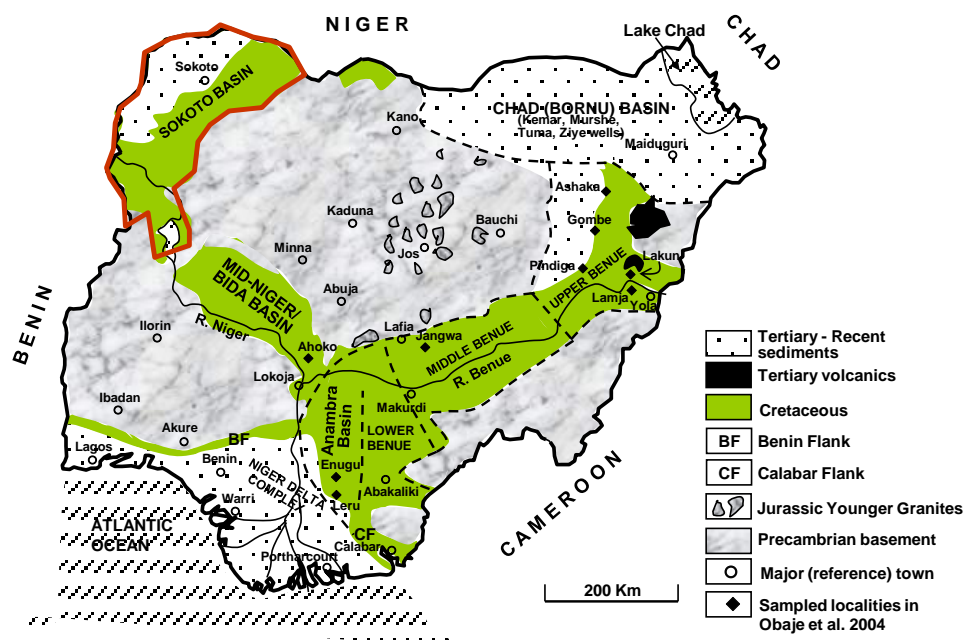 NIGER
CHAD
Lake Chad
Sokoto
SOKOTO BASIN
CHAD (BORNU) BASIN
(Kemar, Murshe,
Tuma, Ziye wells)
Kano
Maiduguri
Ashaka
Kaduna
Bauchi
Gombe
Minna
Jos
Pindiga
Lakun
UPPER BENUE
MID-NIGER/
BIDA BASIN
Abuja
Lamja
Yola
BENIN
Ilorin
R. Niger
Ahoko
Lafia
Jangwa
MIDDLE BENUE
R. Benue
Lokoja
Makurdi
Ibadan
Akure
BF
Anambra
Basin
LOWER
BENUE
Lagos
Benin
NIGER DELTA
COMPLEX
Enugu
Abakaliki
Warri
Leru
ATLANTIC
OCEAN
CF
Calabar
Portharcourt
CAMEROON
200 Km
Tertiary - Recent
sediments
Tertiary volcanics
Cretaceous
BF Benin Flank
CF Calabar Flank
Jurassic Younger Granites
Precambrian basement
Major (reference) town
Sampled localities in
Obaje et al. 2004